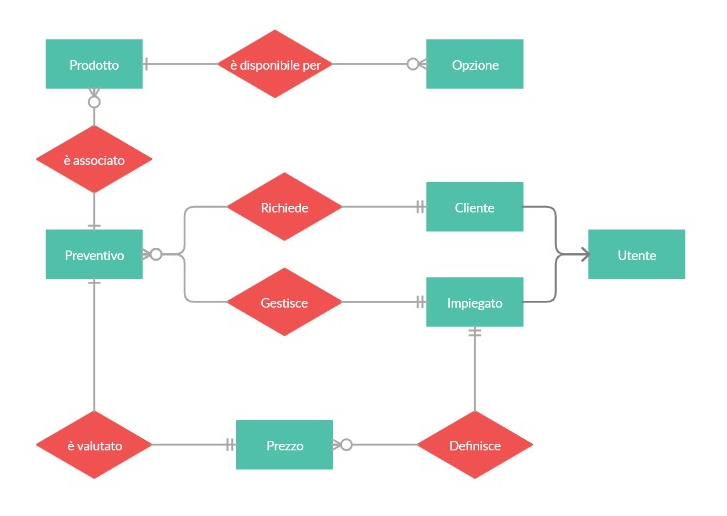 Prodotto
è disponibile per
Opzione
è associato
Richiede
Cliente
Preventivo
Utente
Gestisce
Impiegato
è valutato
Prezzo
Definisce